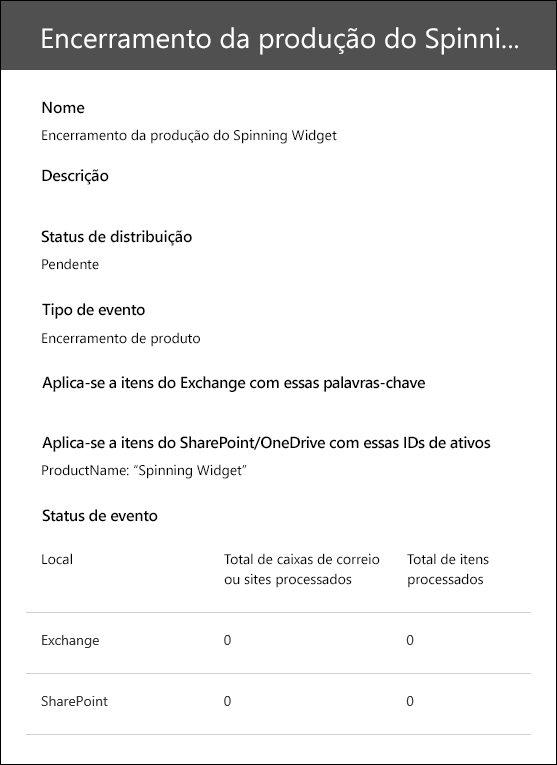 Encerramento da produção do Spinni...
Nome
Encerramento da produção do Spinning Widget
Descrição
Status de distribuição
Pendente
Tipo de evento
Encerramento de produto
Aplica-se a itens do Exchange com essas palavras-chave
Aplica-se a itens do SharePoint/OneDrive com essas IDs de ativos
ProductName: “Spinning Widget”
Status de evento
Local
Total de caixas de correio
ou sites processados
Total de itens
processados
Exchange 0 0
SharePoint 0 0